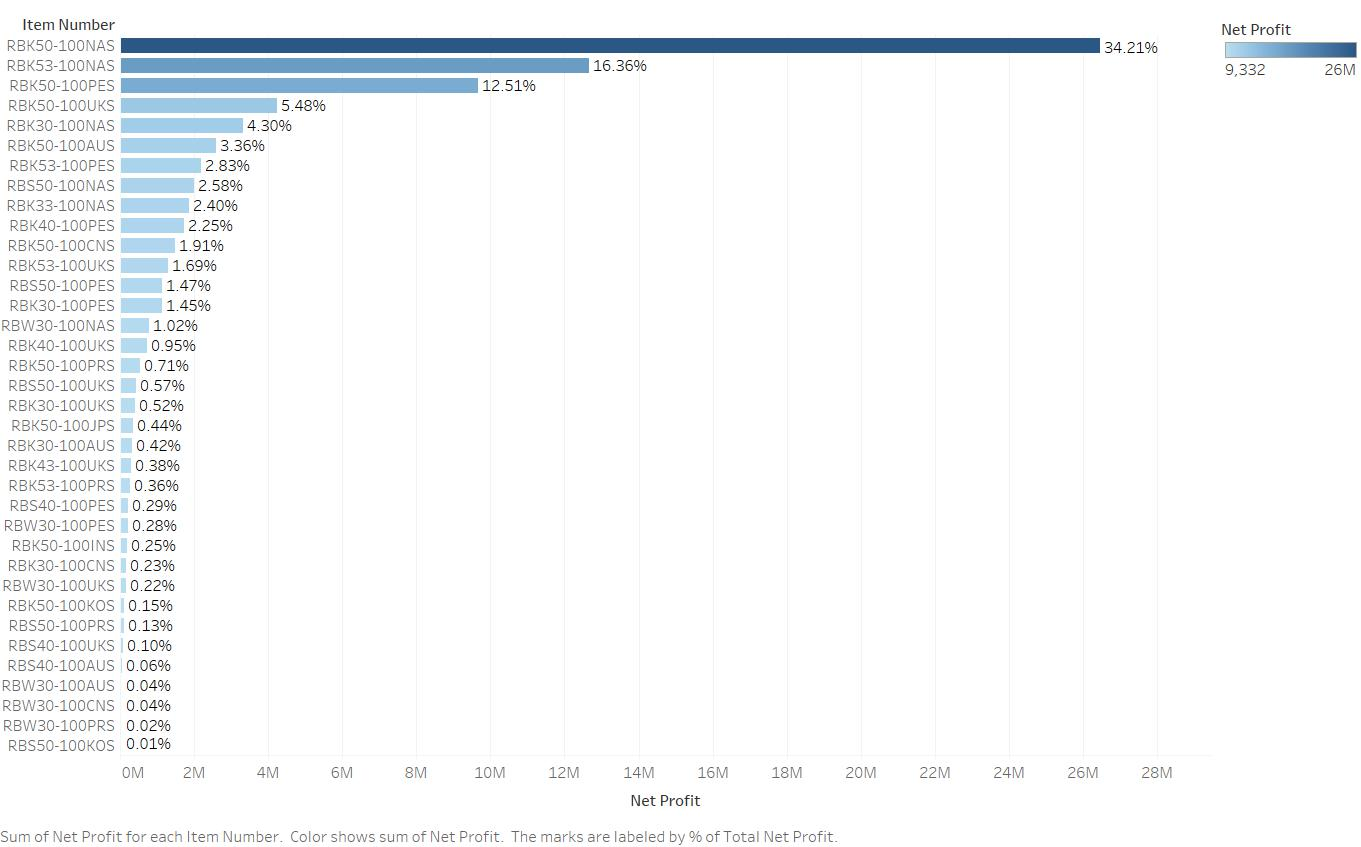 Item Number
Net Profit
RBK50-100NAS 34.21%
9,332 26M
RBK53-100NAS 16.36%
RBK50-100PES 12.51%
RBK50-100UKS 5.48%
RBK30-100NAS 4.30%
RBK50-100AUS 3.36%
RBK53-100PES 2.83%
RBS50-100NAS 2.58%
RBK33-100NAS 2.40%
RBK40-100PES 2.25%
RBK50-100CNS 1.91%
RBK53-100UKS 1.69%
RBS50-100PES 1.47%
RBK30-100PES 1.45%
RBW30-100NAS 1.02%
RBK40-100UKS 0.95%
RBK50-100PRS 0.71%
RBS50-100UKS 0.57%
RBK30-100UKS 0.52%
RBK50-100JPS 0.44%
RBK30-100AUS 0.42%
RBK43-100UKS 0.38%
RBK53-100PRS 0.36%
RBS40-100PES 0.29%
RBW30-100PES 0.28%
RBK50-100INS 0.25%
RBK30-100CNS 0.23%
RBW30-100UKS 0.22%
RBK50-100KOS 0.15%
RBS50-100PRS 0.13%
RBS40-100UKS 0.10%
RBS40-100AUS 0.06%
RBW30-100AUS 0.04%
RBW30-100CNS 0.04%
RBW30-100PRS 0.02%
RBS50-100KOS 0.01%
0M 2M 4M 6M 8M 10M 12M 14M 16M 18M 20M 22M 24M 26M 28M
Net Profit
Sum of Net Profit for each Item Number. Color shows sum of Net Profit. The marks are labeled by % of Total Net Profit.